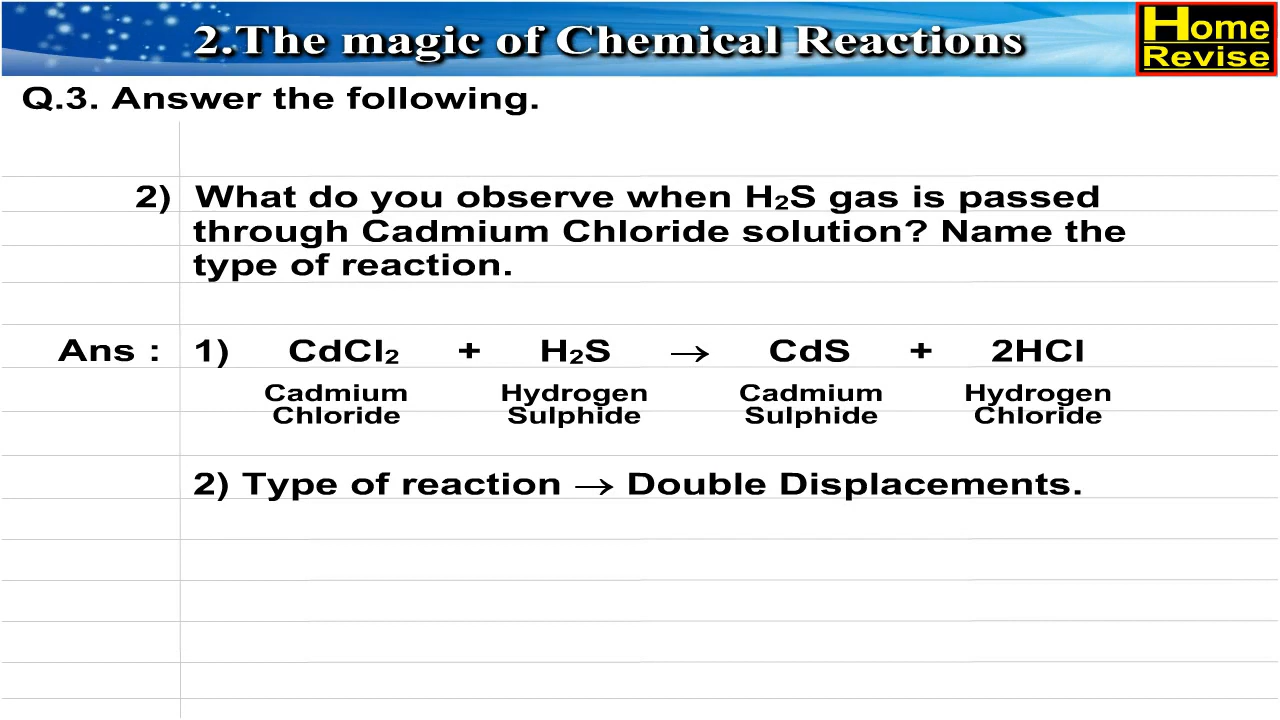 2.The magic of Chemical Reactions
Home
Revise
Q.3. Answer the following.
2) What do you observe when H₂S gas is passed
through Cadmium Chloride solution? Name the
type of reaction.
Ans : 1) CdCl₂ + H₂S → CdS + 2HCl
Cadmium Hydrogen Cadmium Hydrogen
Chloride Sulphide Sulphide Chloride
2) Type of reaction → Double Displacements.